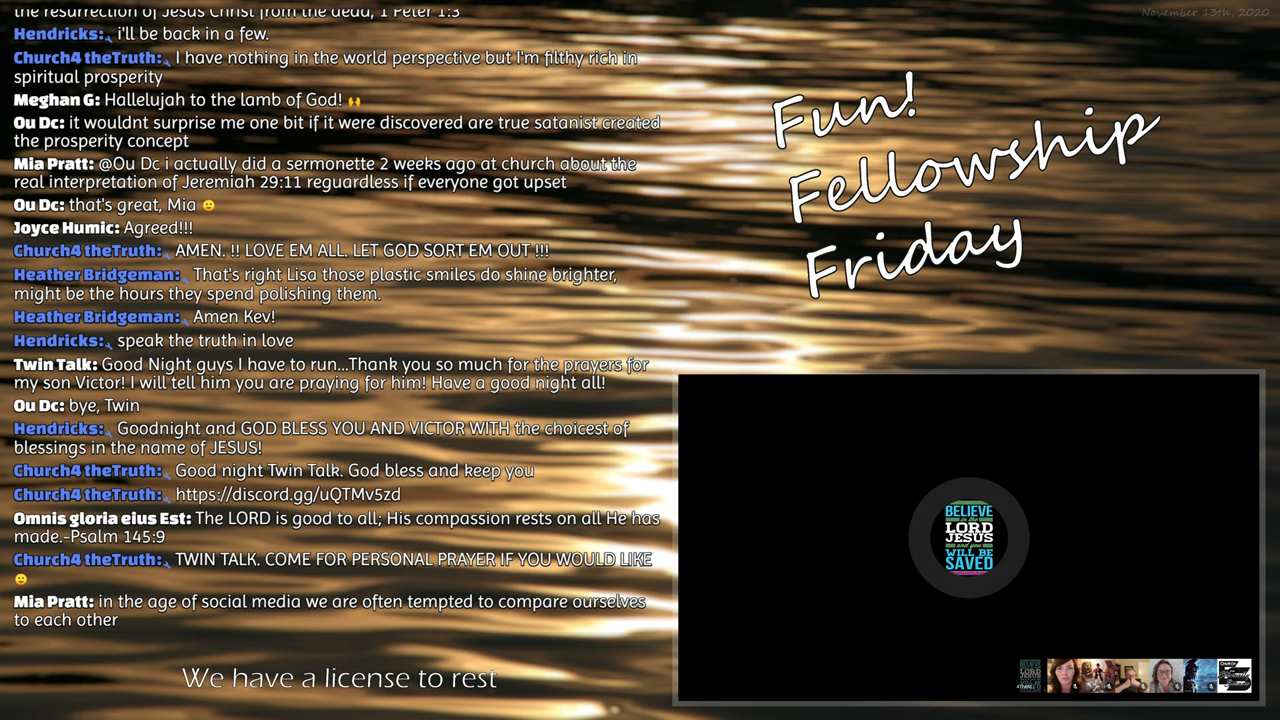 the resurrection of Jesus Christ from the dead, 1 Peter 1:3
Hendricks: i'll be back in a few.
Church4 theTruth: I have nothing in the world perspective but I'm filthy rich in
spiritual prosperity
Meghan G: Hallelujah to the lamb of God! 🙌
Ou Dc: it wouldnt surprise me one bit if it were discovered are true satanist created
the prosperity concept
Mia Pratt: @Ou Dc i actually did a sermonette 2 weeks ago at church about the
real interpretation of Jeremiah 29:11 reguardless if everyone got upset
Ou Dc: that's great, Mia 🙂
Joyce Humic: Agreed!!!
Church4 theTruth: AMEN. !! LOVE EM ALL. LET GOD SORT EM OUT !!!
Heather Bridgeman: That's right Lisa those plastic smiles do shine brighter,
might be the hours they spend polishing them.
Heather Bridgeman: Amen Kev!
Hendricks: speak the truth in love
Twin Talk: Good Night guys I have to run...Thank you so much for the prayers for
my son Victor! I will tell him you are praying for him! Have a good night all!
Ou Dc: bye, Twin
Hendricks: Goodnight and GOD BLESS YOU AND VICTOR WITH the choicest of
blessings in the name of JESUS!
Church4 theTruth: Good night Twin Talk. God bless and keep you
Church4 theTruth: https://discord.gg/uQTMv5zd
Omnis gloria eius Est: The LORD is good to all; His compassion rests on all He has
made.-Psalm 145:9
Church4 theTruth: TWIN TALK. COME FOR PERSONAL PRAYER IF YOU WOULD LIKE
🙂
Mia Pratt: in the age of social media we are often tempted to compare ourselves
to each other
We have a license to rest
November 13th, 2020
Fun!
Fellowship
Friday
BELIEVE
in the
LORD
JESUS
and you
WILL BE
SAVED